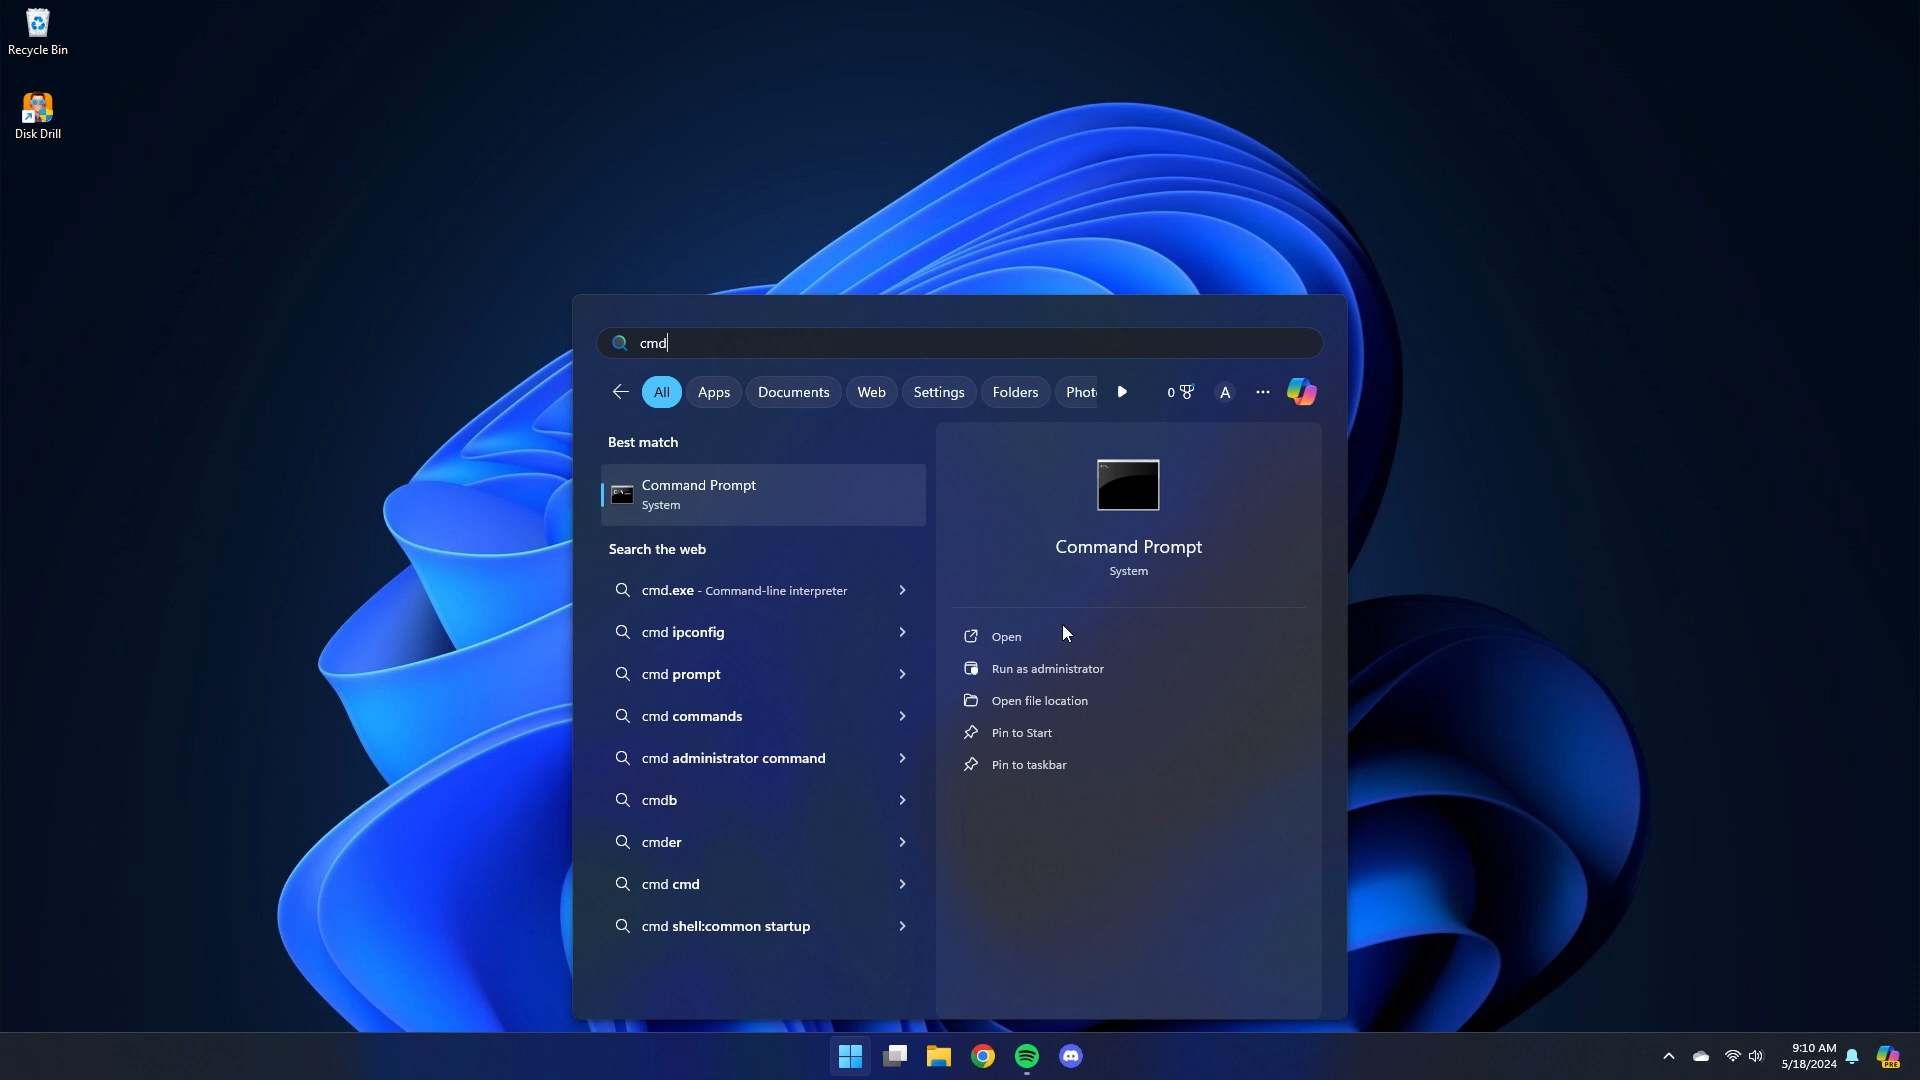 Recycle Bin
Disk Drill
cmd
All Apps Documents Web Settings Folders Phot 0 A
Best match
Command Prompt
System
Search the web
cmd.exe - Command-line interpreter
cmd ipconfig
cmd prompt
cmd commands
cmd administrator command
cmdb
cmder
cmd cmd
cmd shell:common startup
Command Prompt
System
Open
Run as administrator
Open file location
Pin to Start
Pin to taskbar
9:10 AM
5/18/2024
PRE